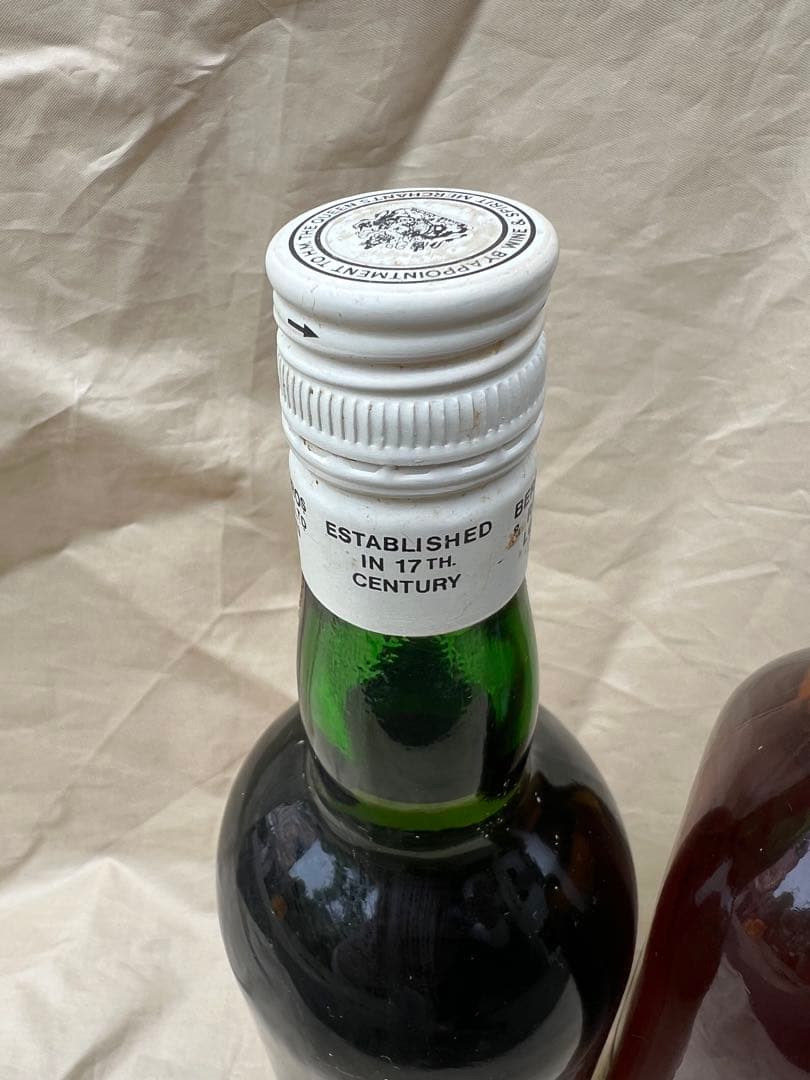 BY APPOINTMENT TO H.M. THE QUEEN WINE & SPIRIT MERCHANTS
ESTABLISHED
IN 17TH.
CENTURY